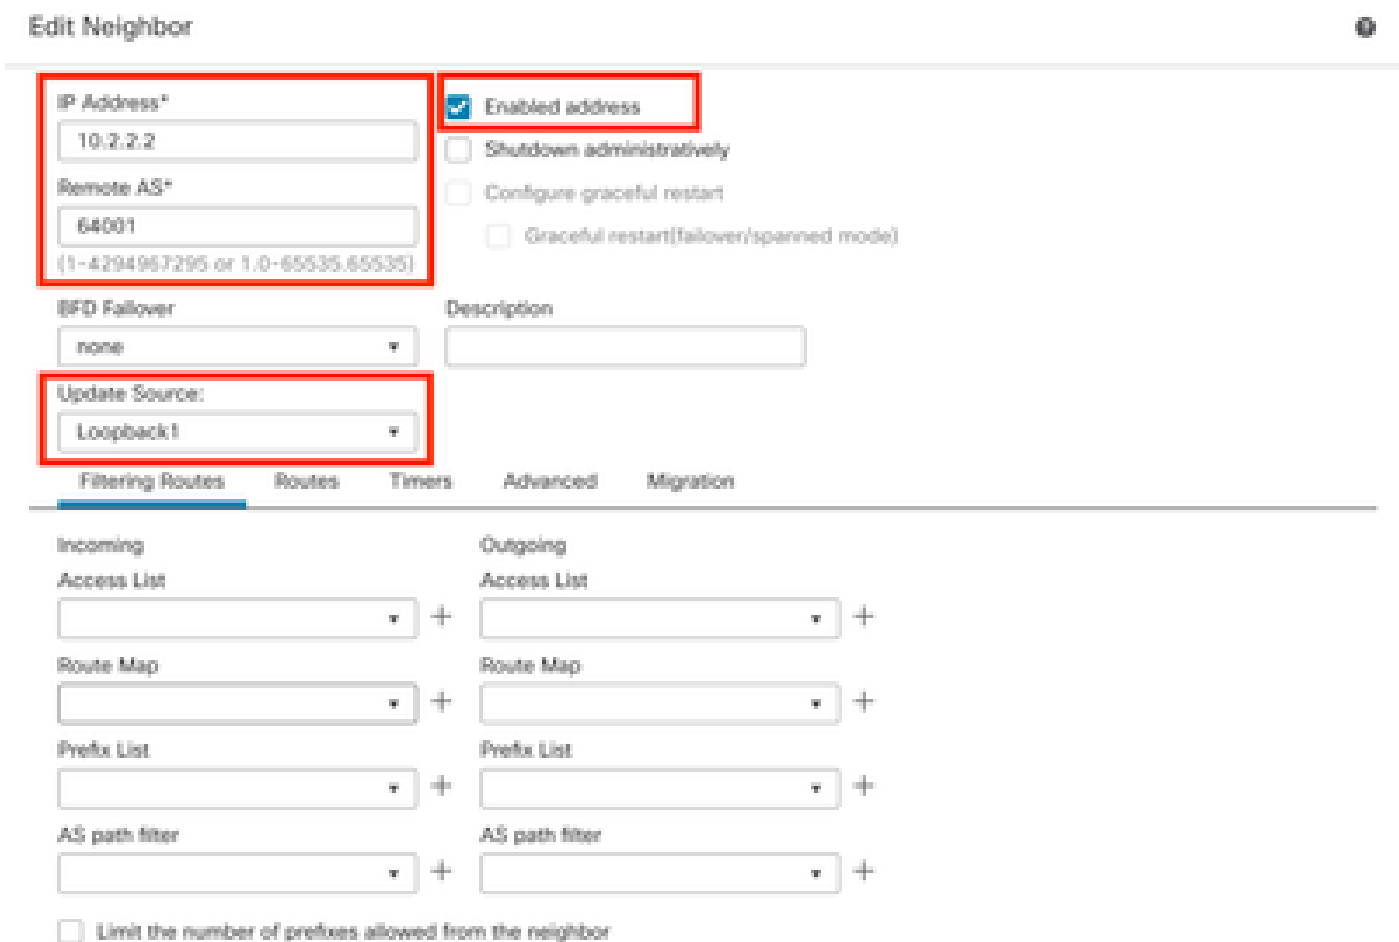 Edit Neighbor
IP Address*
Enabled address
10.2.2.2
Shutdown administratively
Remote AS*
Configure graceful restart
64001
Graceful restart(failover/spanned mode)
(1-4294967295 or 1.0-65535.65535)
BFD Failover
Description
none
Update Source:
Loopback1
Filtering Routes Routes Timers Advanced Migration
Incoming Outgoing
Access List Access List
Route Map Route Map
Prefix List Prefix List
AS path filter AS path filter
Limit the number of prefixes allowed from the neighbor